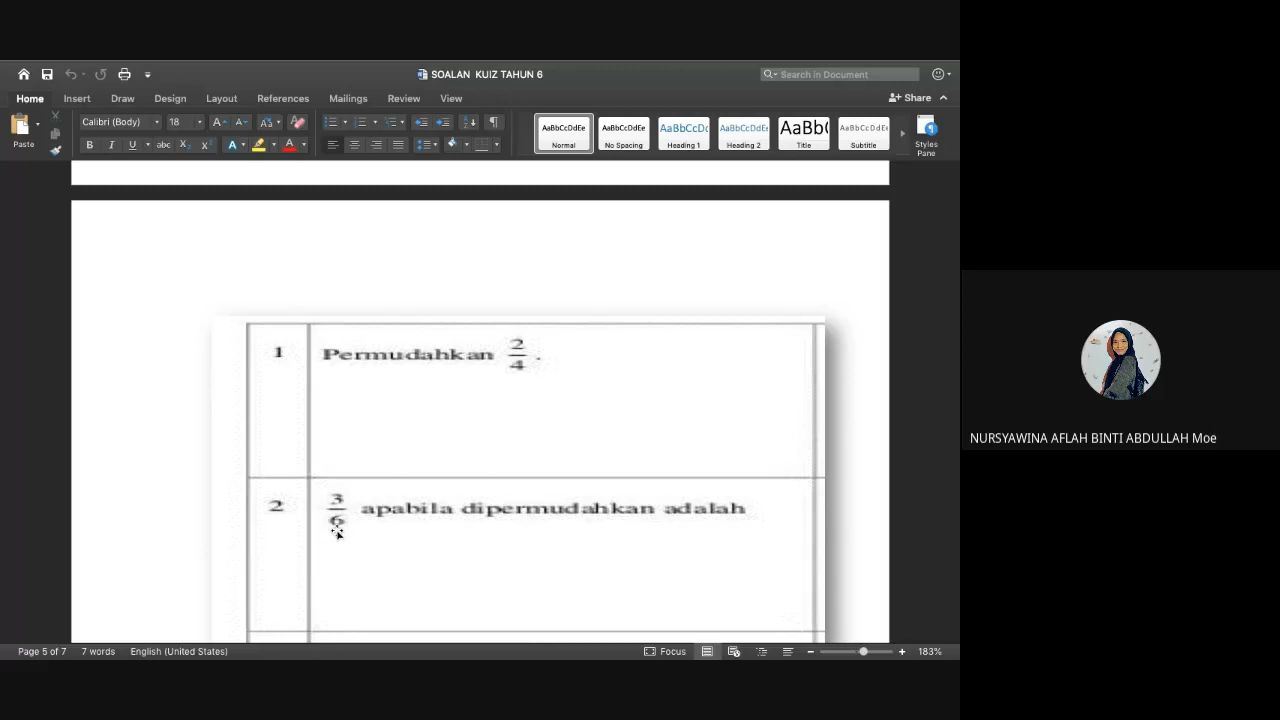 SOALAN KUIZ TAHUN 6
Search in Document
Home Insert Draw Design Layout References Mailings Review View
Share
Paste
Calibri (Body) 18
AaBbCcDdEe AaBbCcDdEe AaBbCcDc AaBbCcDdEe AaBb( AaBbCcDdEe
Normal No Spacing Heading 1 Heading 2 Title Subtitle
Styles Pane
1 Permudahkan 2/4 .
2 3/6 apabila dipermudahkan adalah
NURSYAWINA AFLAH BINTI ABDULLAH Moe
Page 5 of 7 7 words English (United States) Focus 183%